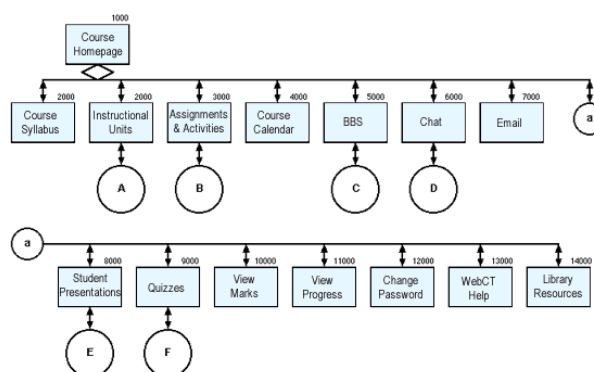 1000
Course
Homepage
2000
2000
3000
4000
5000
6000
7000
Course
Syllabus
Instructional
Units
Assignments
& Activities
Course
Calendar
BBS
Chat
Email
a
A
B
C
D
a
8000
9000
10000
11000
12000
13000
14000
Student
Presentations
Quizzes
View
Marks
View
Progress
Change
Password
WebCT
Help
Library
Resources
E
F